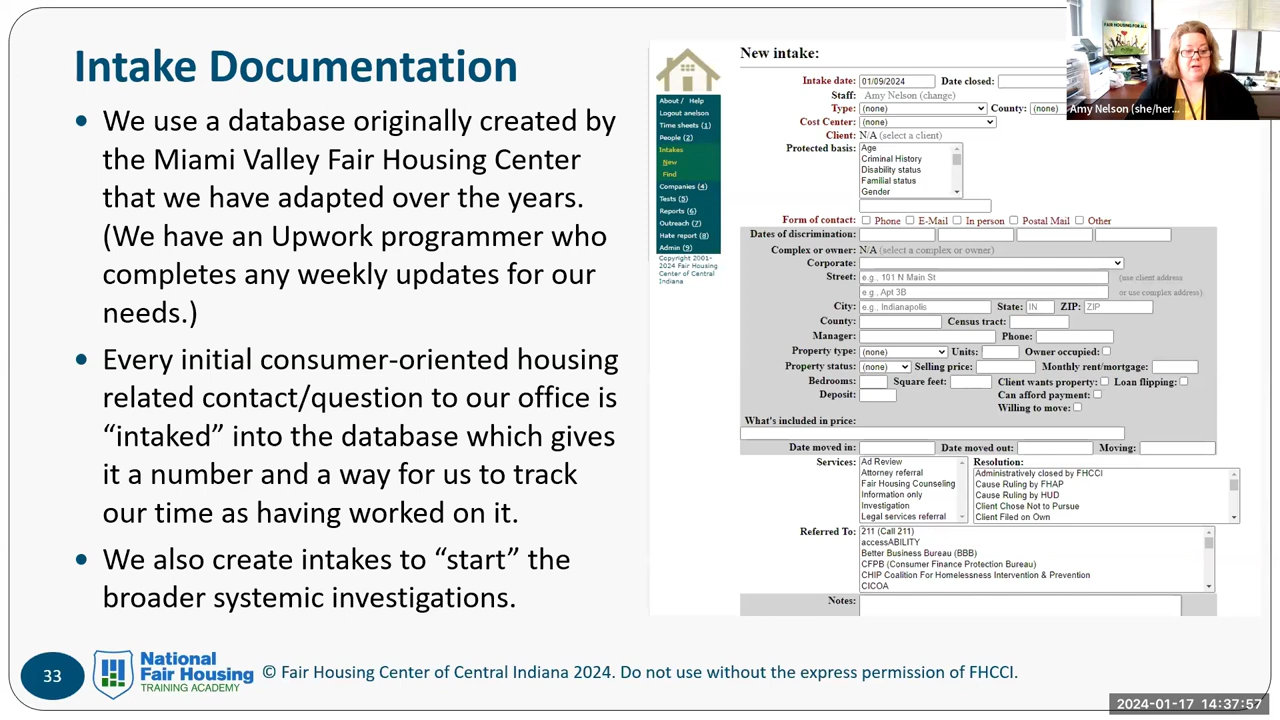 Intake Documentation
• We use a database originally created by
the Miami Valley Fair Housing Center
that we have adapted over the years.
(We have an Upwork programmer who
completes any weekly updates for our
needs.)
• Every initial consumer-oriented housing
related contact/question to our office is
“intaked” into the database which gives
it a number and a way for us to track
our time as having worked on it.
• We also create intakes to “start” the
broader systemic investigations.
About / Help
Logout anelson
Time sheets (1)
People (2)
Intakes
New
Find
Companies (4)
Tests (5)
Reports (6)
Outreach (7)
Hate report (8)
Admin (9)
Copyright 2001-
2024 Fair Housing
Center of Central
Indiana
New intake:
Intake date: 01/09/2024 Date closed:
Staff: Amy Nelson (change)
Type: (none) County: (none)
Cost Center: (none)
Client: N/A (select a client)
Protected basis: Age
Criminal History
Disability status
Familial status
Gender
Form of contact: Phone E-Mail In person Postal Mail Other
Dates of discrimination:
Complex or owner: N/A (select a complex or owner)
Corporate:
Street: e.g., 101 N Main St (use client address
e.g., Apt 3B or use complex address)
City: e.g., Indianapolis State: IN ZIP: ZIP
County: Census tract:
Manager: Phone:
Property type: (none) Units: Owner occupied:
Property status: (none) Selling price: Monthly rent/mortgage:
Bedrooms: Square feet: Client wants property: Loan flipping:
Deposit: Can afford payment:
Willing to move:
What's included in price:
Date moved in: Date moved out: Moving:
Services: Ad Review
Attorney referral
Fair Housing Counseling
Information only
Investigation
Legal services referral
Resolution:
Administratively closed by FHCCI
Cause Ruling by FHAP
Cause Ruling by HUD
Client Chose Not to Pursue
Client Filed on Own
Referred To: 211 (Call 211)
accessABILITY
Better Business Bureau (BBB)
CFPB (Consumer Finance Protection Bureau)
CHIP Coalition For Homelessness Intervention & Prevention
CICOA
Notes:
FAIR HOUSING FOR ALL
Amy Nelson (she/her...
33
National
Fair Housing
TRAINING ACADEMY
© Fair Housing Center of Central Indiana 2024. Do not use without the express permission of FHCCI.
2024-01-17 14:37:57